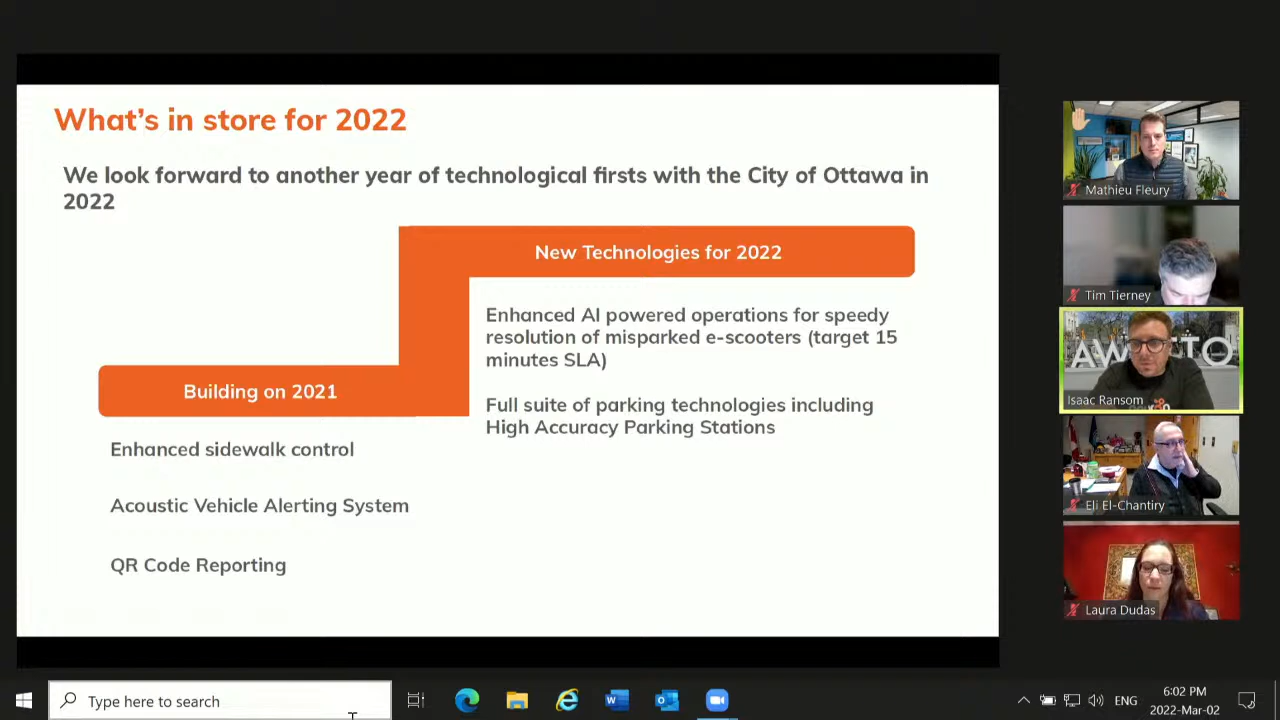 What's in store for 2022
We look forward to another year of technological firsts with the City of Ottawa in
2022
New Technologies for 2022
Enhanced AI powered operations for speedy
resolution of misparked e-scooters (target 15
minutes SLA)
Full suite of parking technologies including
High Accuracy Parking Stations
Building on 2021
Enhanced sidewalk control
Acoustic Vehicle Alerting System
QR Code Reporting
Mathieu Fleury
Tim Tierney
Isaac Ransom
Eli El-Chantiry
Laura Dudas
Type here to search
ENG
6:02 PM
2022-Mar-02